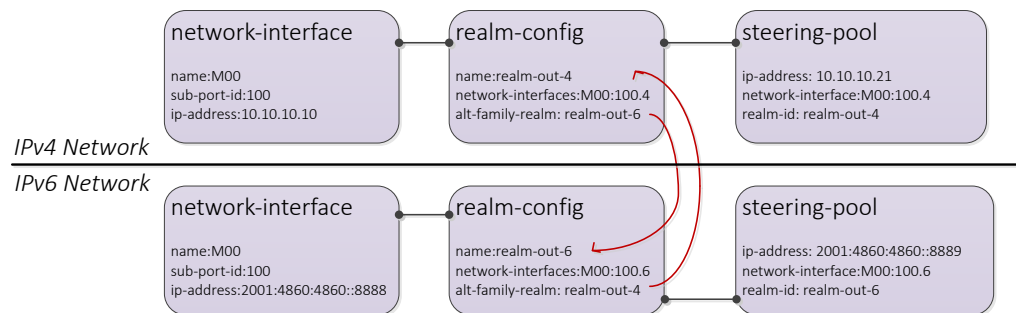 network-interface
name:M00
sub-port-id:100
ip-address:10.10.10.10
realm-config
name:realm-out-4
network-interfaces:M00:100.4
alt-family-realm: realm-out-6
steering-pool
ip-address: 10.10.10.21
network-interface:M00:100.4
realm-id: realm-out-4
IPv4 Network
IPv6 Network
network-interface
name:M00
sub-port-id:100
ip-address:2001:4860:4860::8888
realm-config
name:realm-out-6
network-interfaces:M00:100.6
alt-family-realm: realm-out-4
steering-pool
ip-address: 2001:4860:4860::8889
network-interface:M00:100.6
realm-id: realm-out-6